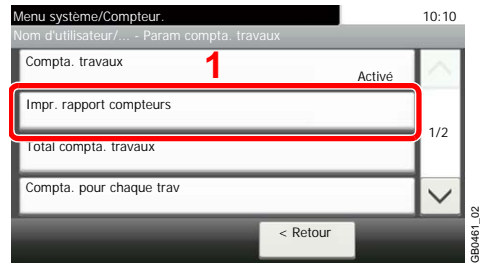 Menu système/Compteur.
10:10
Nom d'utilisateur/... - Param compta. travaux
Compta. travaux
1
Activé
Impr. rapport compteurs
1/2
Total compta. travaux
Compta. pour chaque trav
< Retour
GB0461_02